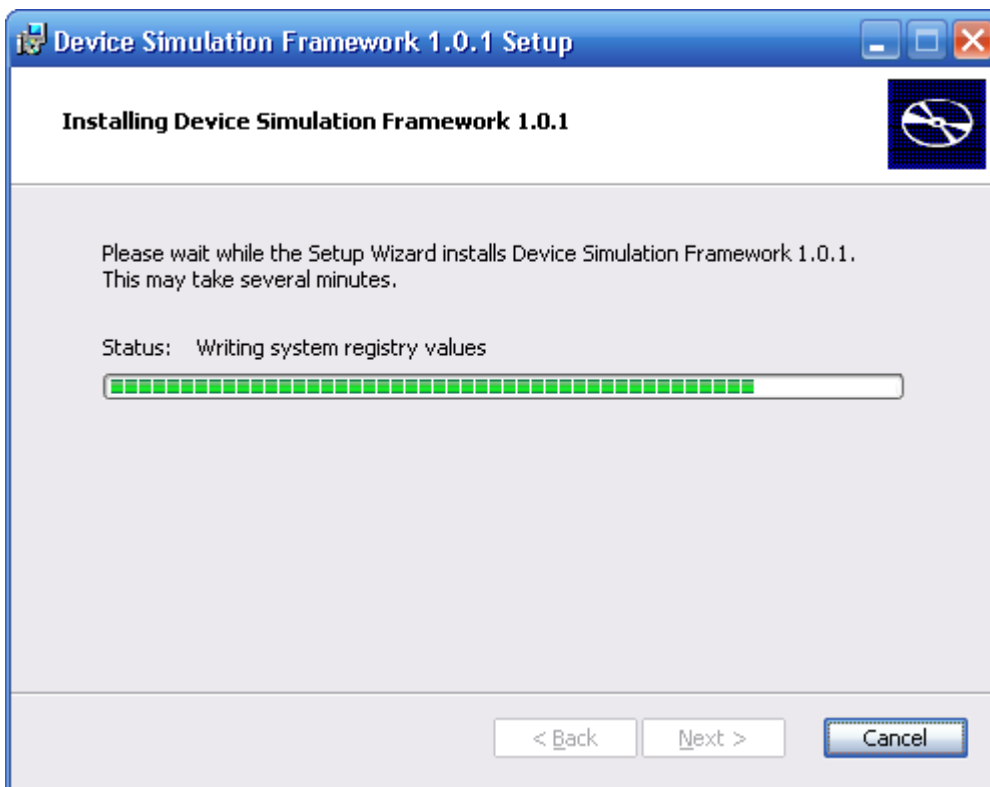 Device Simulation Framework 1.0.1 Setup
Installing Device Simulation Framework 1.0.1
Please wait while the Setup Wizard installs Device Simulation Framework 1.0.1.
This may take several minutes.
Status: Writing system registry values
< Back Next > Cancel